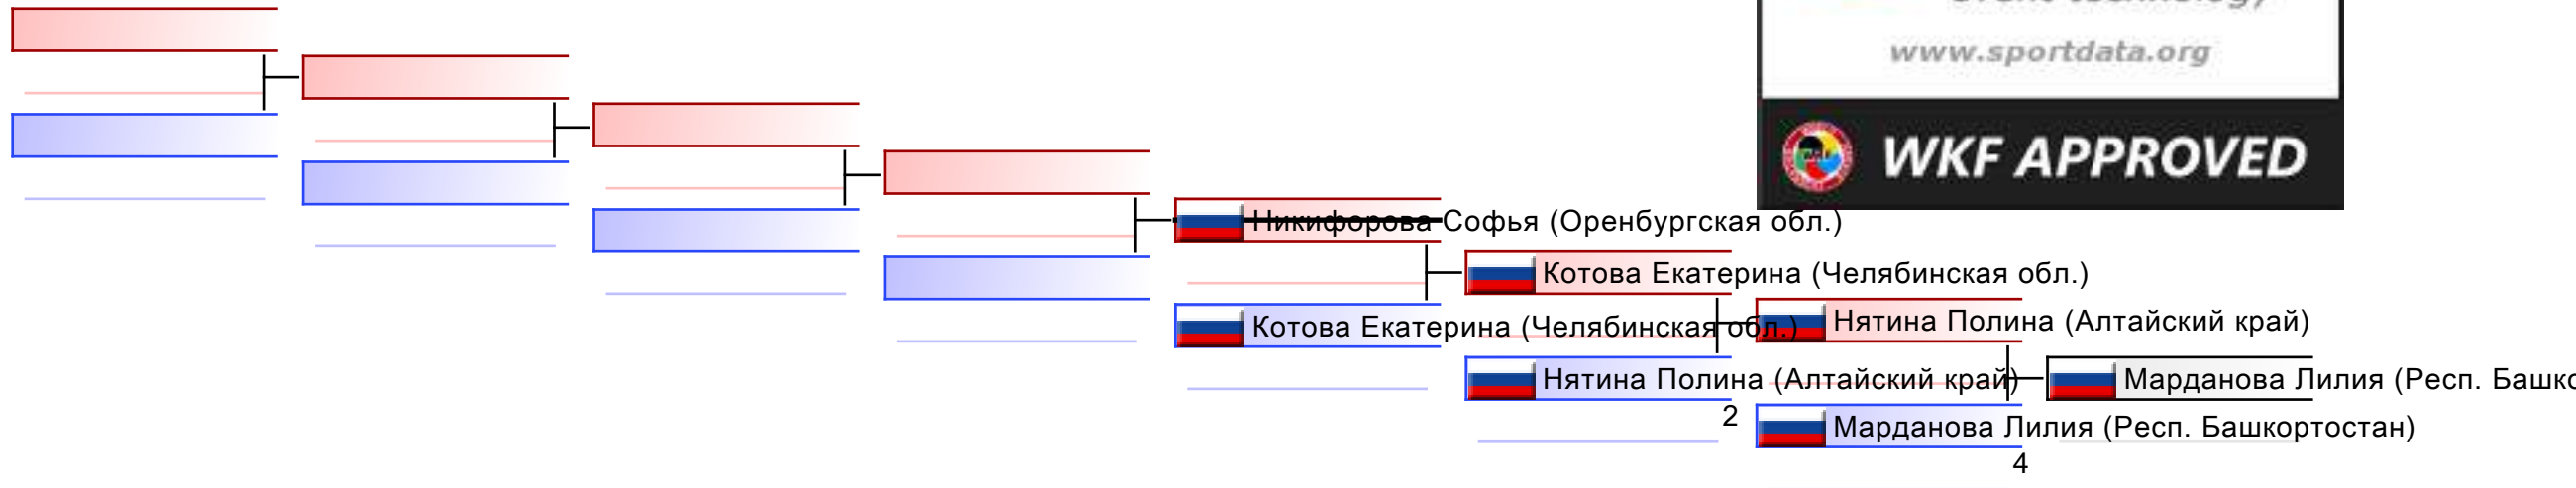 www.sportdata.org
WKF APPROVED
Никифорова Софья (Оренбургская обл.)
Котова Екатерина (Челябинская обл.)
Котова Екатерина (Челябинская обл.)
Нятина Полина (Алтайский край)
Нятина Полина (Алтайский край)
2
Марданова Лилия (Респ. Башко
Марданова Лилия (Респ. Башкортостан)
4